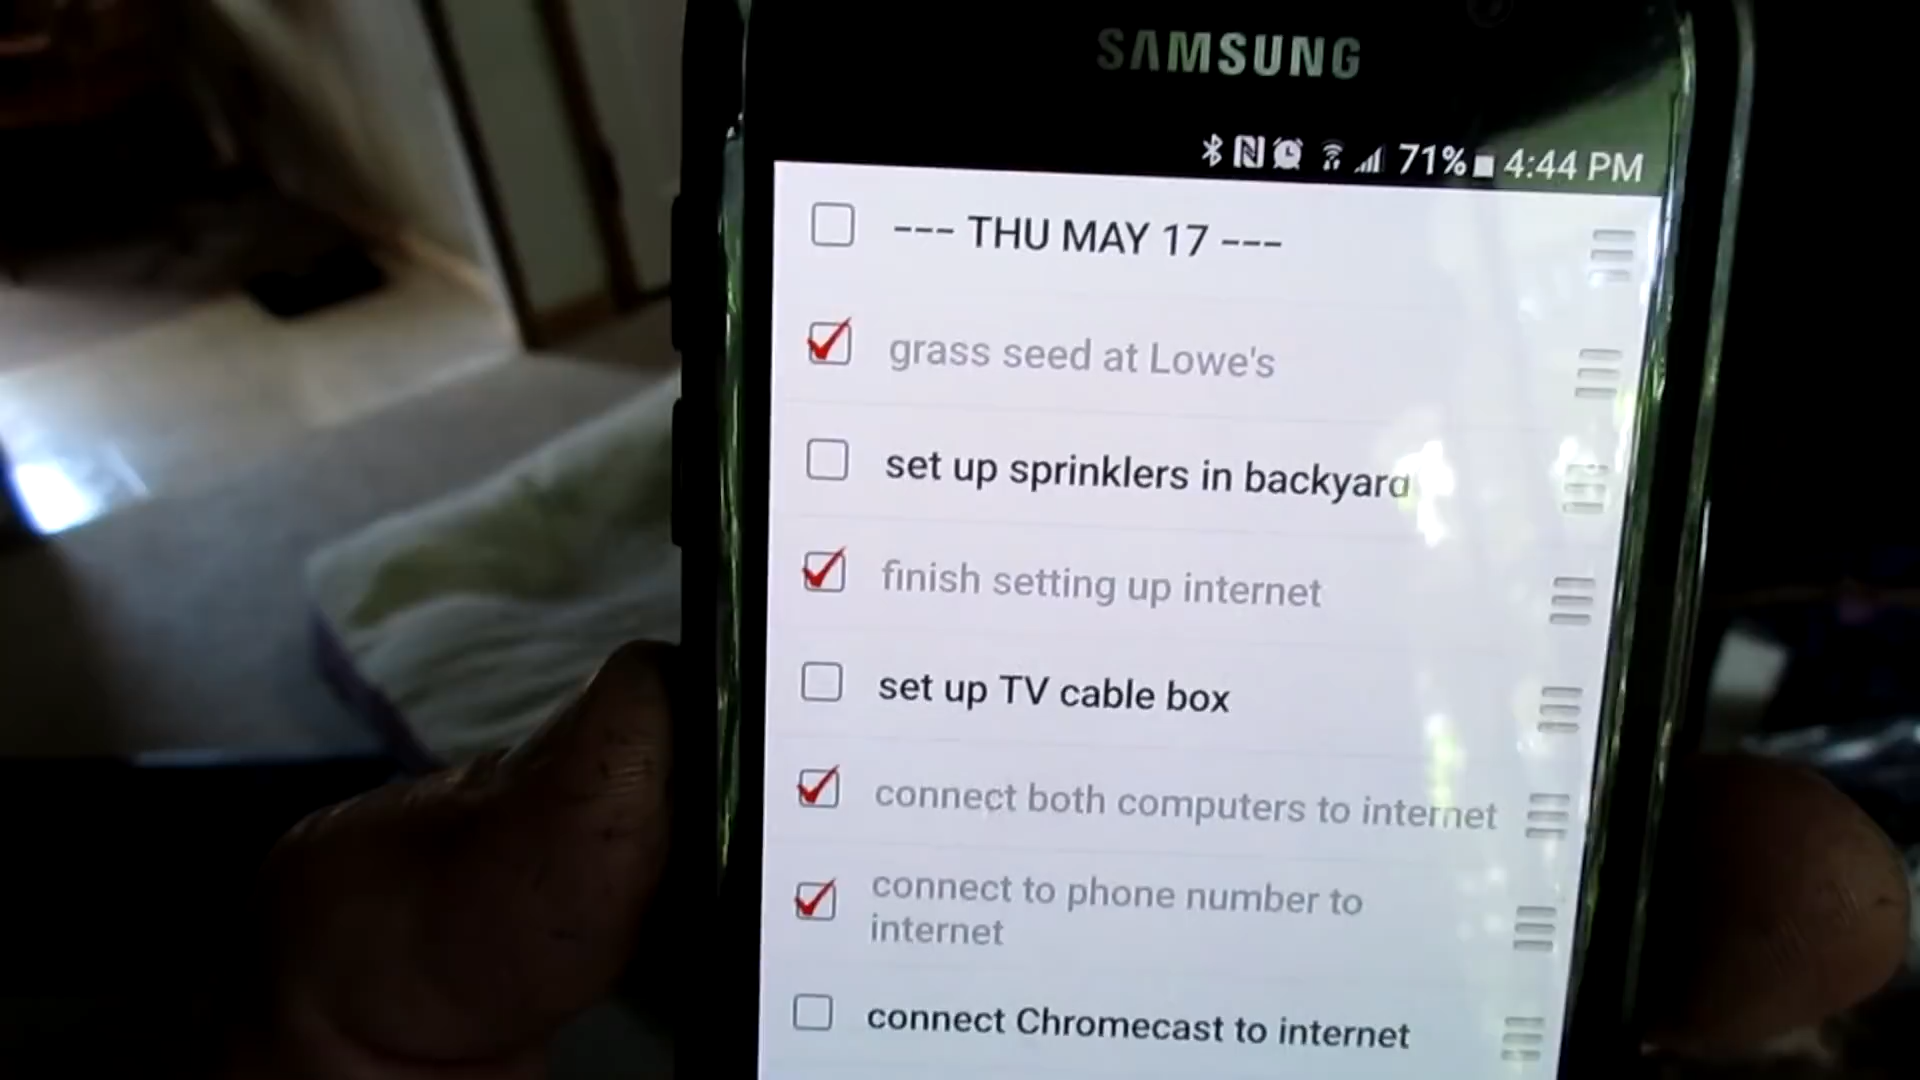 SAMSUNG
71% 4:44 PM
--- THU MAY 17 ---
grass seed at Lowe's
set up sprinklers in backyard
finish setting up internet
set up TV cable box
connect both computers to internet
connect to phone number to
internet
connect Chromecast to internet